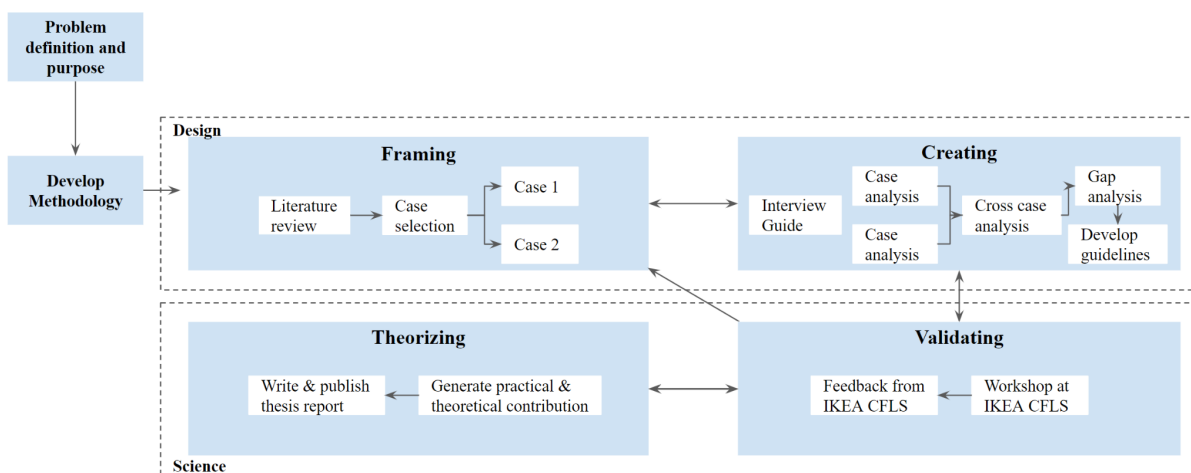 Problem
definition and
purpose
Develop
Methodology
Design
Framing
Literature
review
Case
selection
Case 1
Case 2
Creating
Interview
Guide
Case
analysis
Case
analysis
Cross case
analysis
Gap
analysis
Develop
guidelines
Theorizing
Write & publish
thesis report
Generate practical &
theoretical contribution
Validating
Feedback from
IKEA CFLS
Workshop at
IKEA CFLS
Science